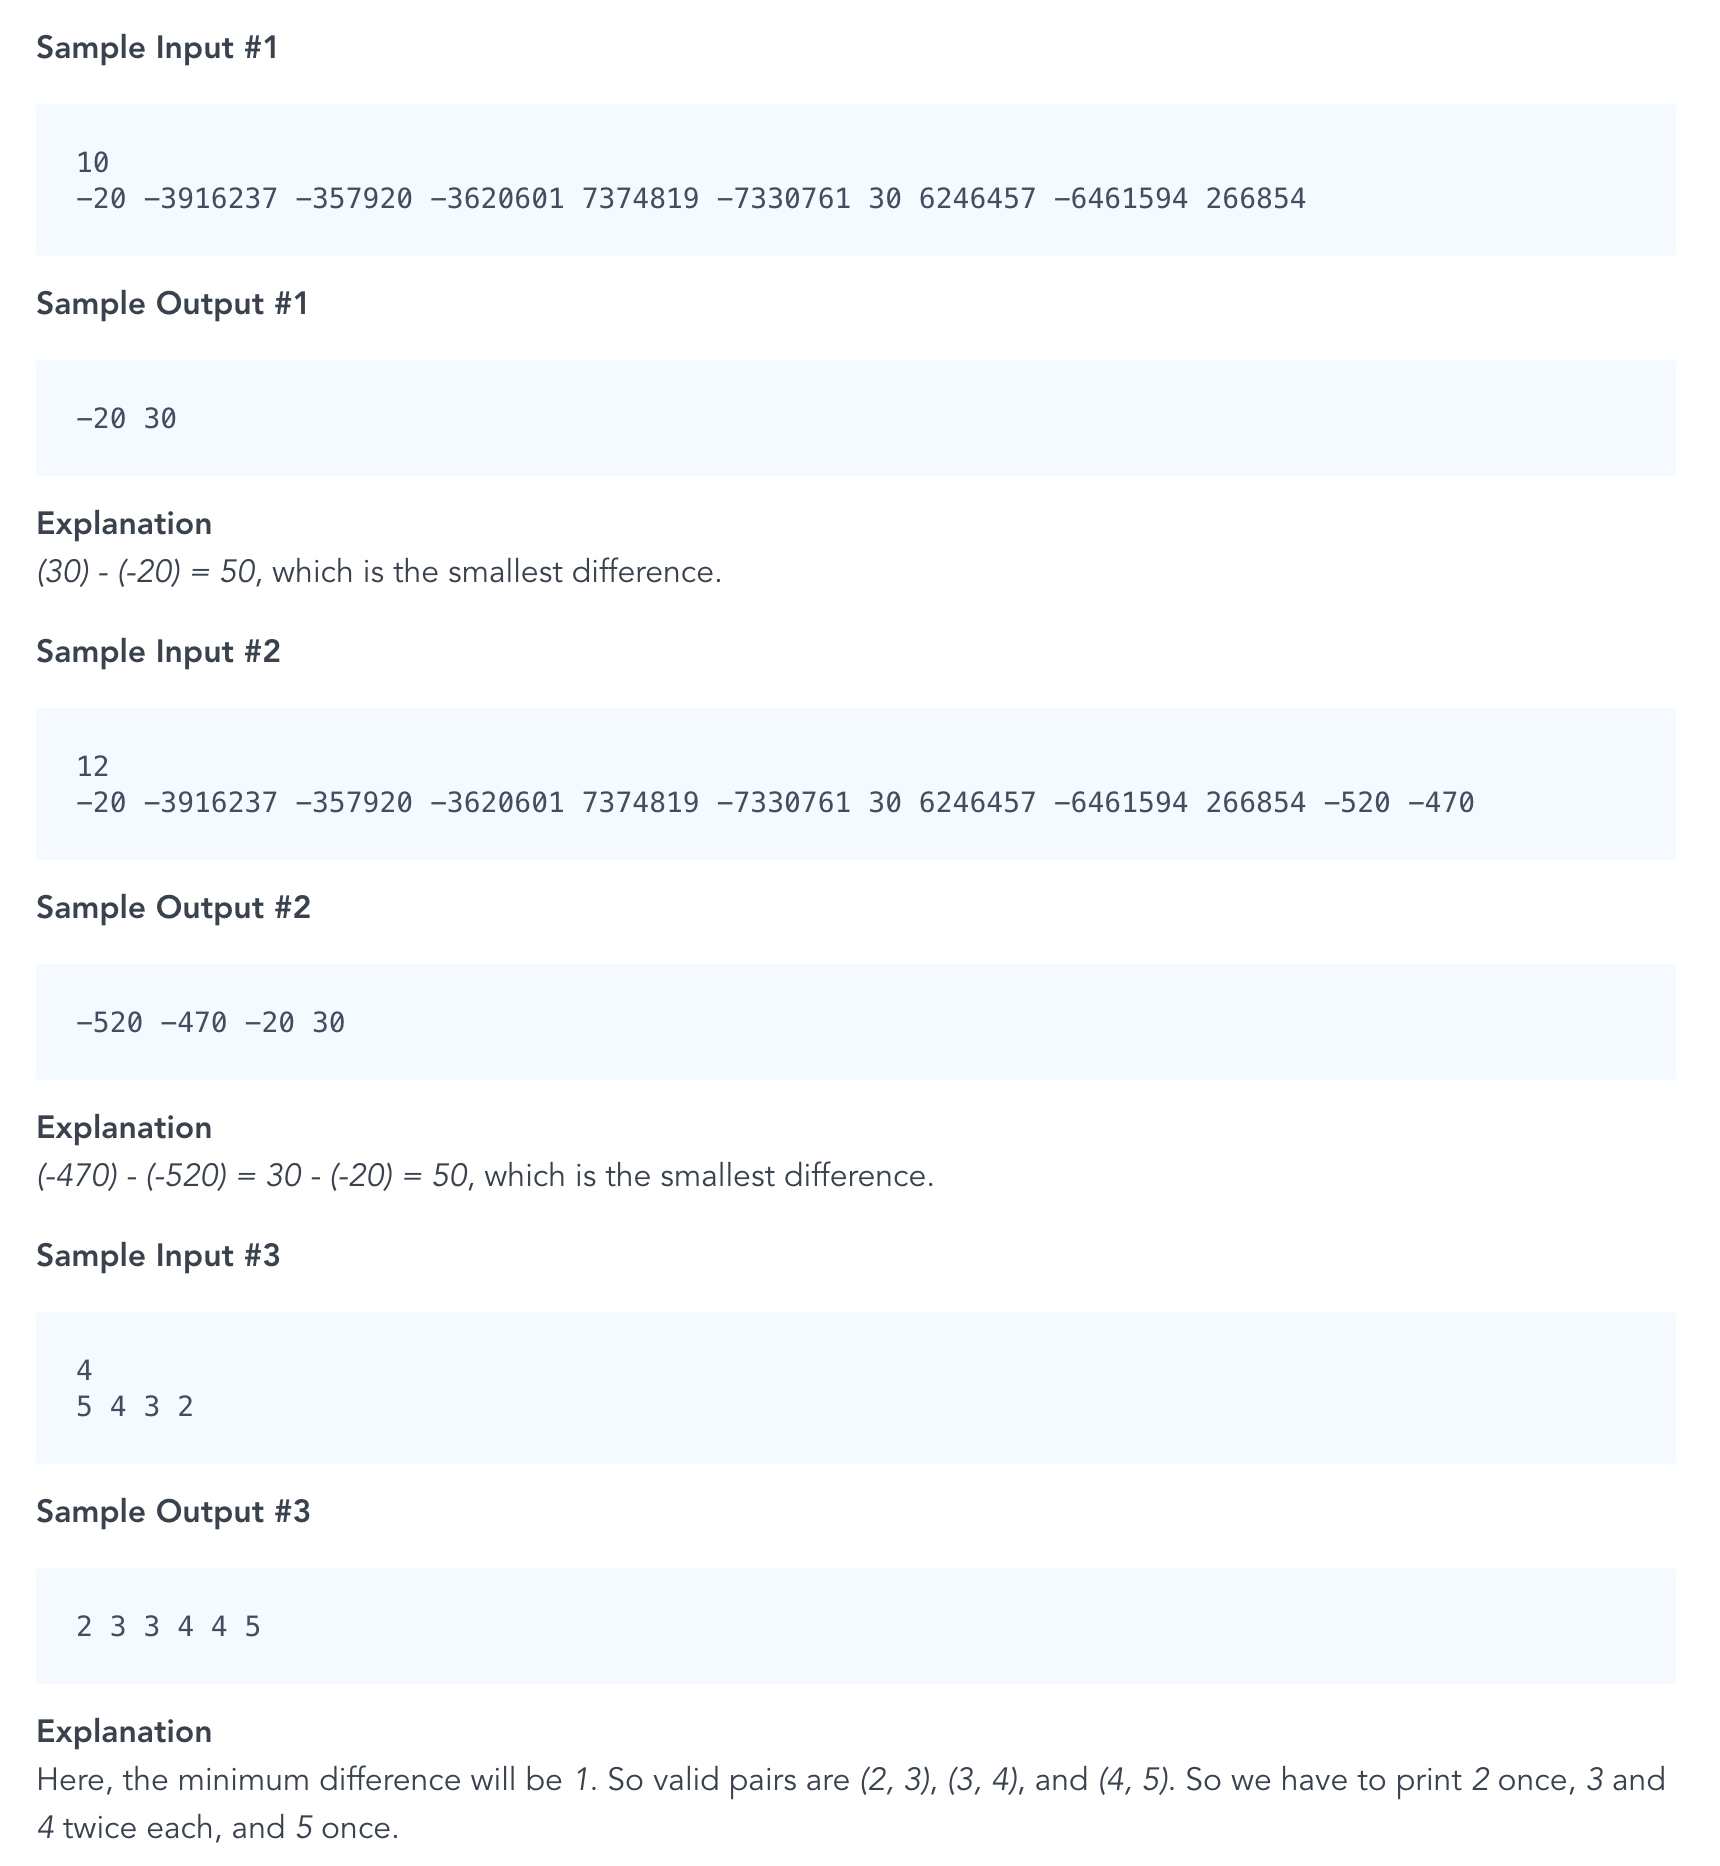 Sample Input #1
10
−20 −3916237 −357920 −3620601 7374819 −7330761 30 6246457 −6461594 266854
Sample Output #1
−20 30
Explanation
(30) - (-20) = 50, which is the smallest difference.
Sample Input #2
12
−20 −3916237 −357920 −3620601 7374819 −7330761 30 6246457 −6461594 266854 −520 −470
Sample Output #2
−520 −470 −20 30
Explanation
(-470) - (-520) = 30 - (-20) = 50, which is the smallest difference.
Sample Input #3
4
5 4 3 2
Sample Output #3
2 3 3 4 4 5
Explanation
Here, the minimum difference will be 1. So valid pairs are (2, 3), (3, 4), and (4, 5). So we have to print 2 once, 3 and
4 twice each, and 5 once.